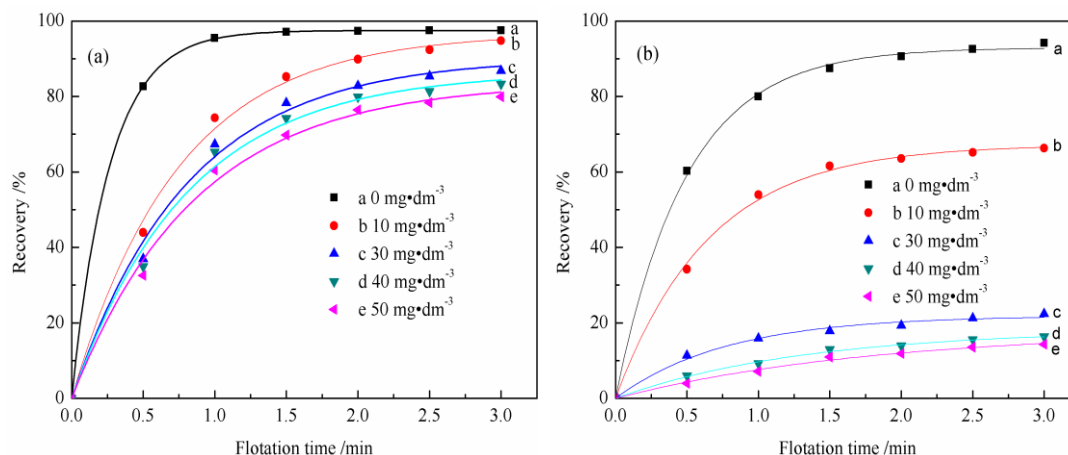 (a)
Recovery /%
100
80
60
40
20
0
a
b
c
d
e
a 0 mg•dm-3
b 10 mg•dm-3
c 30 mg•dm-3
d 40 mg•dm-3
e 50 mg•dm-3
0.0 0.5 1.0 1.5 2.0 2.5 3.0
Flotation time /min
(b)
Recovery /%
100
80
60
40
20
0
a
b
c
d
e
a 0 mg•dm-3
b 10 mg•dm-3
c 30 mg•dm-3
d 40 mg•dm-3
e 50 mg•dm-3
0.0 0.5 1.0 1.5 2.0 2.5 3.0
Flotation time /min